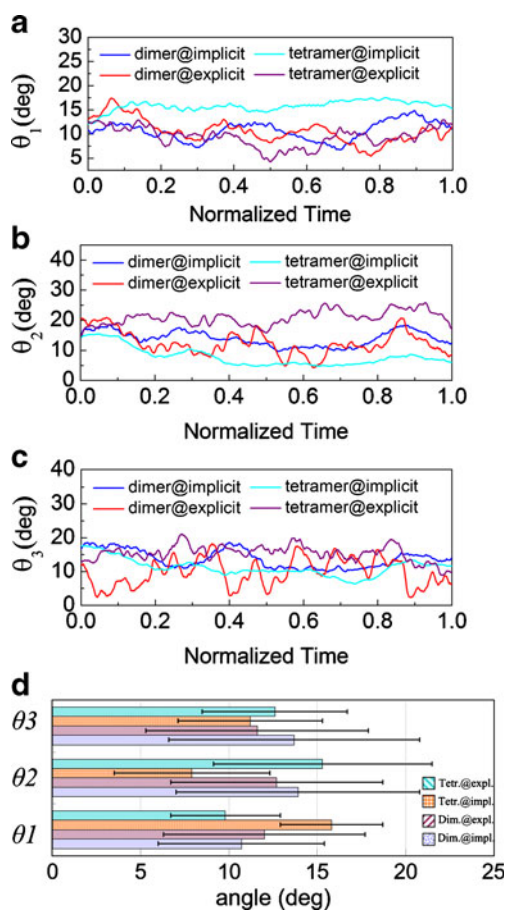 a
30
25
20
15
10
5
θ1(deg)
dimer@implicit tetramer@implicit
dimer@explicit tetramer@explicit
0.0 0.2 0.4 0.6 0.8 1.0
Normalized Time
b
40
30
20
10
0
θ2(deg)
dimer@implicit tetramer@implicit
dimer@explicit tetramer@explicit
0.0 0.2 0.4 0.6 0.8 1.0
Normalized Time
c
40
30
20
10
0
θ3(deg)
dimer@implicit tetramer@implicit
dimer@explicit tetramer@explicit
0.0 0.2 0.4 0.6 0.8 1.0
Normalized Time
d
θ3
θ2
θ1
Tetr.@expl.
Tetr.@impl.
Dim.@expl.
Dim.@impl.
0 5 10 15 20 25
angle (deg)